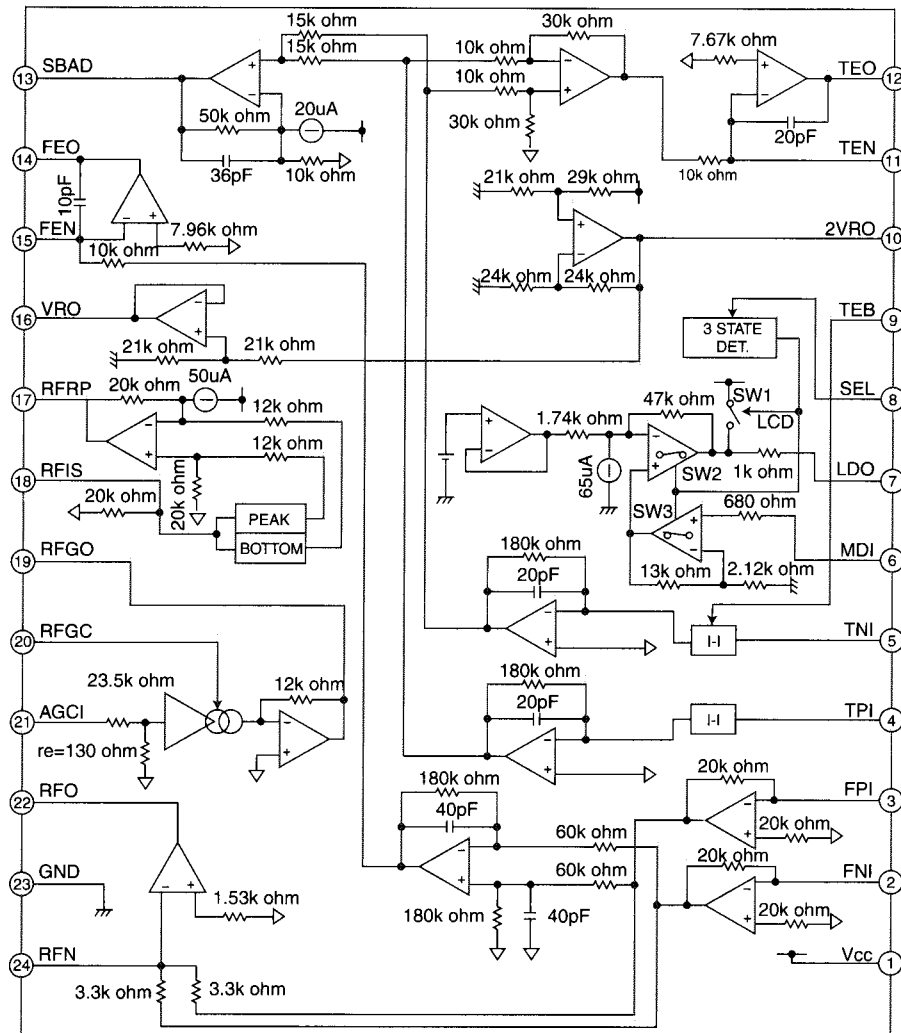 15k ohm
30k ohm
15k ohm
10k ohm
7.67k ohm
13 SBAD
+
−
−
+
+
−
TEO 12
10k ohm
50k ohm
20uA
30k ohm
20pF
14 FEO
36pF
10k ohm
10k ohm
TEN 11
10pF
− +
7.96k ohm
21k ohm
29k ohm
15 FEN
10k ohm
+
−
2VRO 10
24k ohm
24k ohm
16 VRO
−
+
TEB 9
21k ohm
21k ohm
3 STATE
DET.
17 RFRP
20k ohm
50uA
12k ohm
SW1
SEL 8
47k ohm
LCD
−
+
12k ohm
+
−
1.74k ohm
−
+
SW2
18 RFIS
20k ohm
20k ohm
65uA
1k ohm
LDO 7
PEAK
BOTTOM
SW3
680 ohm
+
−
19 RFGO
180k ohm
13k ohm
2.12k ohm
MDI 6
20pF
−
+
I-I
TNI 5
20 RFGC
23.5k ohm
12k ohm
180k ohm
20pF
21 AGCI
−
+
−
+
I-I
TPI 4
re=130 ohm
180k ohm
20k ohm
22 RFO
40pF
60k ohm
−
+
FPI 3
20k ohm
−
+
60k ohm
20k ohm
23 GND
− +
1.53k ohm
180k ohm
40pF
−
+
FNI 2
20k ohm
24 RFN
Vcc 1
3.3k ohm
3.3k ohm